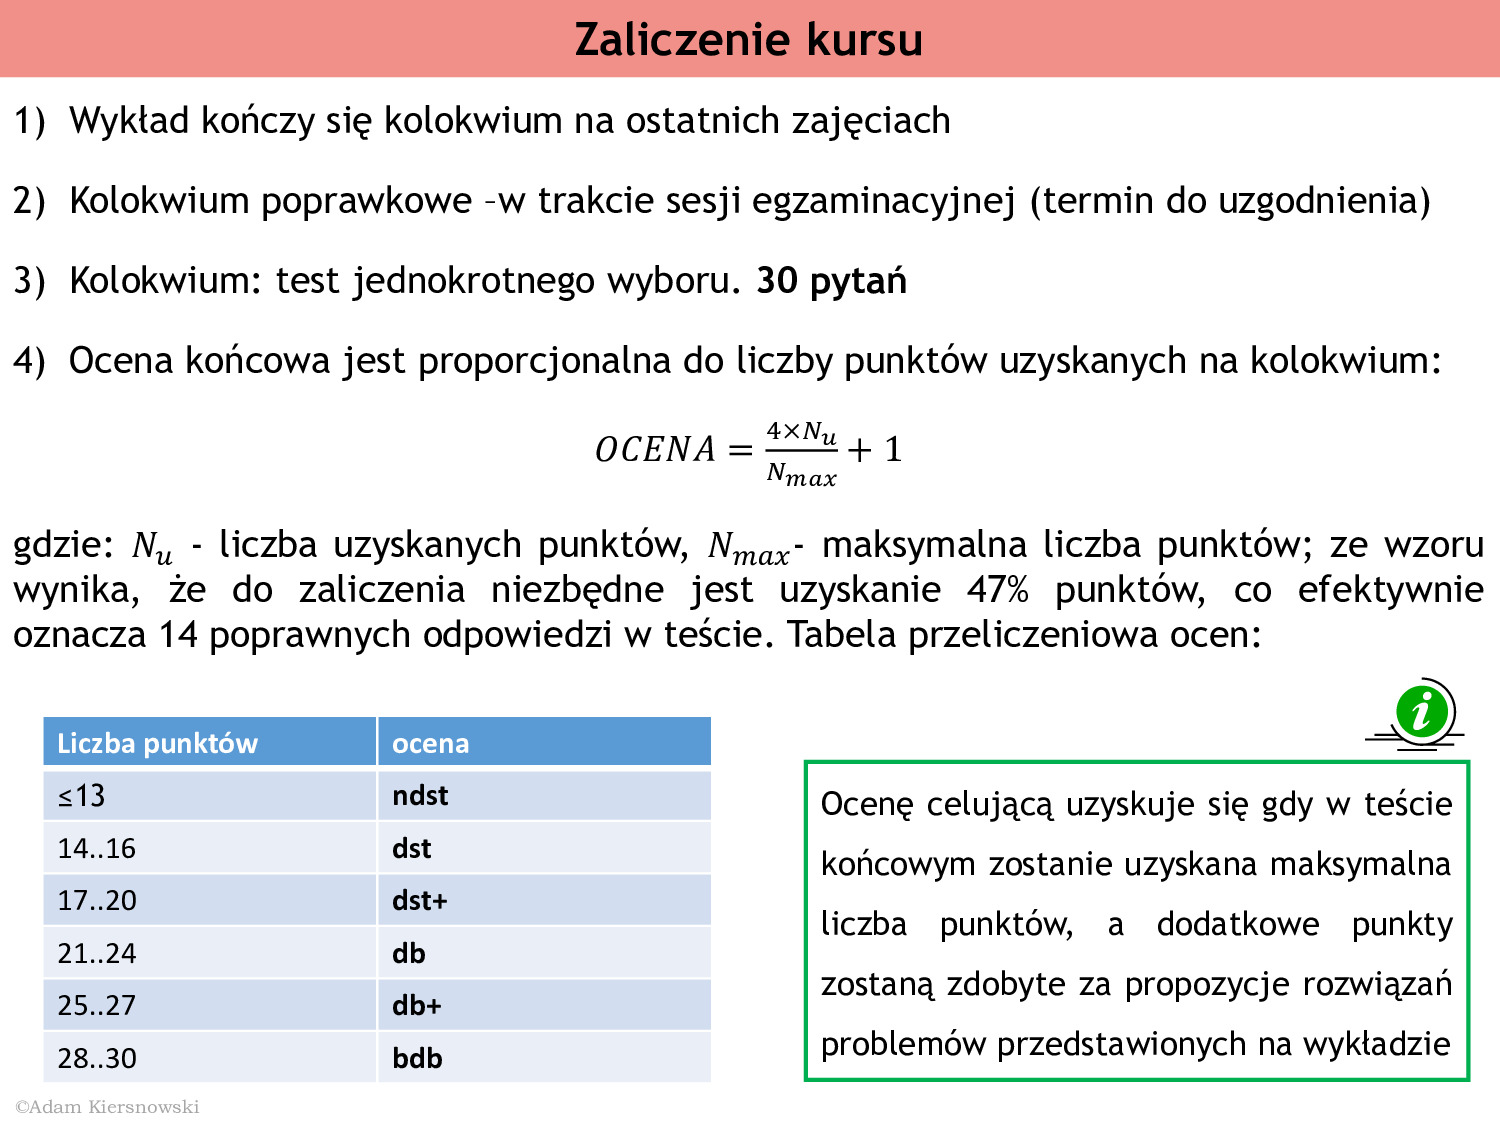 Zaliczenie kursu
1) Wykład kończy się kolokwium na ostatnich zajęciach
2) Kolokwium poprawkowe –w trakcie sesji egzaminacyjnej (termin do uzgodnienia)
3) Kolokwium: test jednokrotnego wyboru. 30 pytań
4) Ocena końcowa jest proporcjonalna do liczby punktów uzyskanych na kolokwium:
$OCENA = \frac{4 \times N_u}{N_{max}} + 1$
gdzie: $N_u$ - liczba uzyskanych punktów, $N_{max}$- maksymalna liczba punktów; ze wzoru
wynika, że do zaliczenia niezbędne jest uzyskanie 47% punktów, co efektywnie
oznacza 14 poprawnych odpowiedzi w teście. Tabela przeliczeniowa ocen:
Liczba punktów ocena
≤13 ndst
14..16 dst
17..20 dst+
21..24 db
25..27 db+
28..30 bdb
i
Ocenę celującą uzyskuje się gdy w teście
końcowym zostanie uzyskana maksymalna
liczba punktów, a dodatkowe punkty
zostaną zdobyte za propozycje rozwiązań
problemów przedstawionych na wykładzie
©Adam Kiersnowski